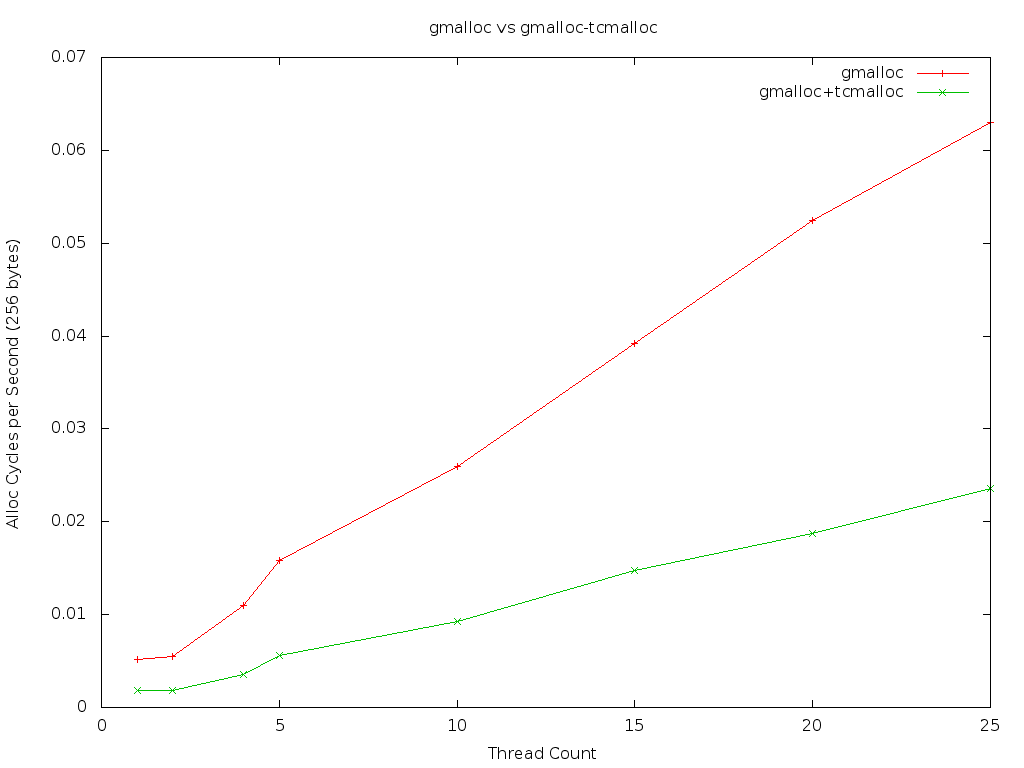 gmalloc vs gmalloc-tcmalloc
gmalloc
gmalloc+tcmalloc
Alloc Cycles per Second (256 bytes)
0.07
0.06
0.05
0.04
0.03
0.02
0.01
0
0 5 10 15 20 25
Thread Count